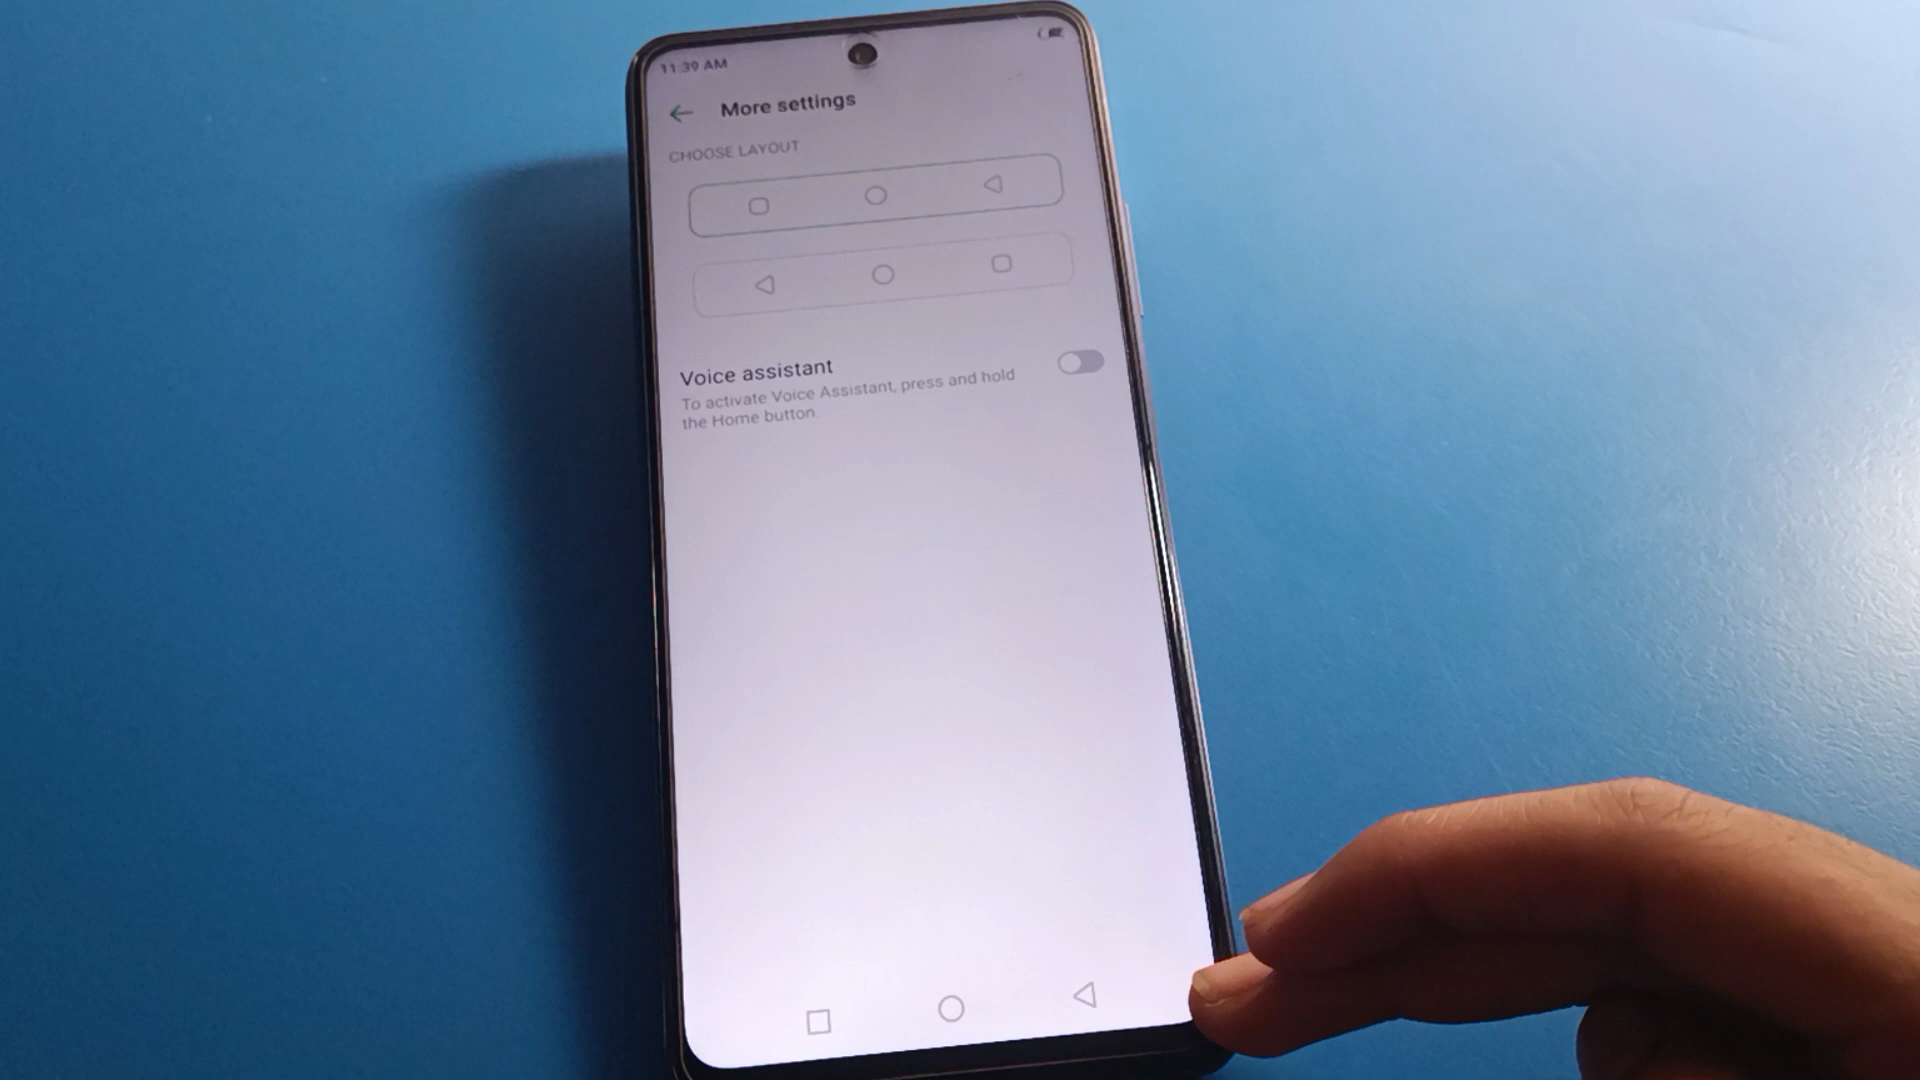 11:39 AM
More settings
CHOOSE LAYOUT
Voice assistant
To activate Voice Assistant, press and hold
the Home button.